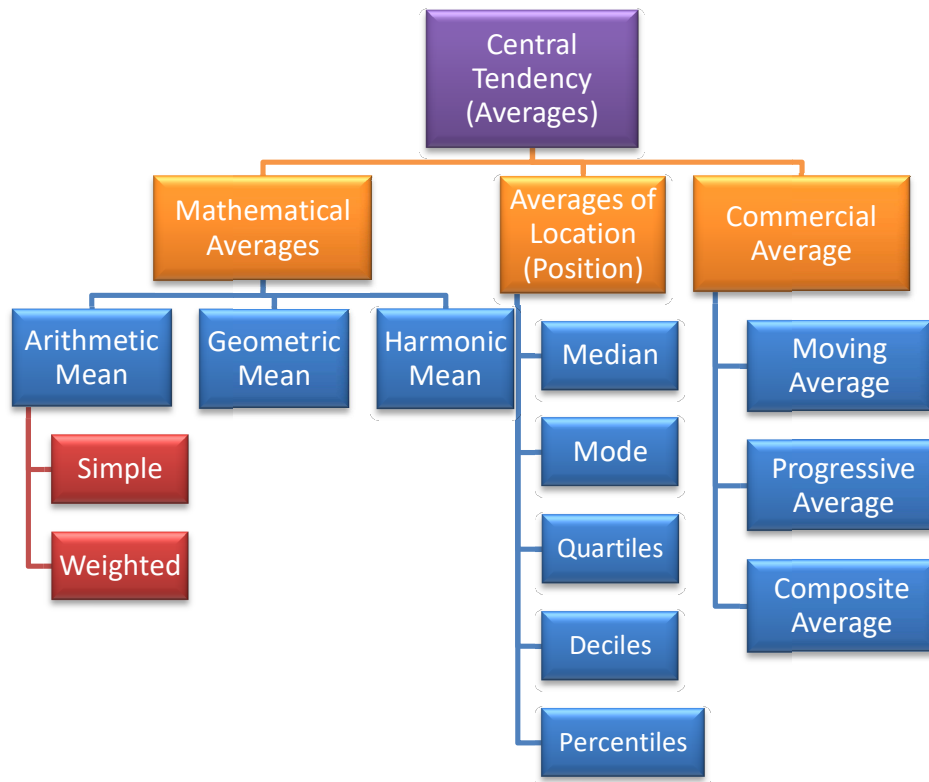 Central
Tendency
(Averages)
Mathematical
Averages
Averages of
Location
(Position)
Commercial
Average
Arithmetic
Mean
Geometric
Mean
Harmonic
Mean
Simple
Weighted
Median
Mode
Quartiles
Deciles
Percentiles
Moving
Average
Progressive
Average
Composite
Average